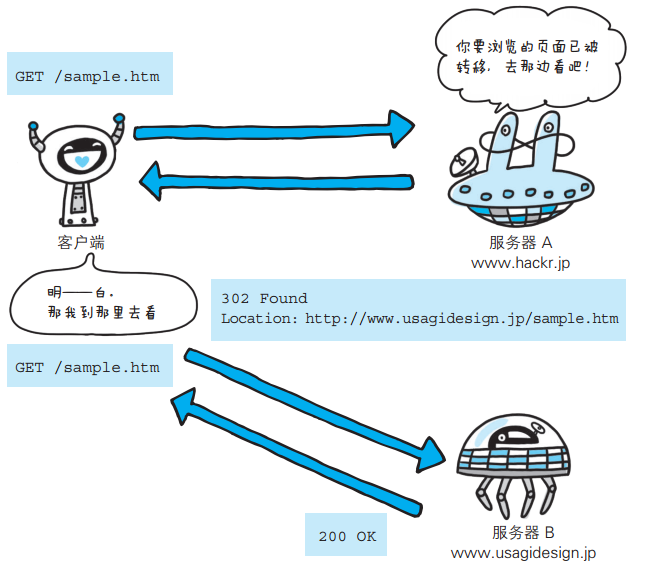 你要浏览的页面已被
转移，去那边看吧！
GET /sample.htm
客户端
服务器 A
www.hackr.jp
明——白．
那我到那里去看
302 Found
Location: http://www.usagidesign.jp/sample.htm
GET /sample.htm
200 OK
服务器 B
www.usagidesign.jp